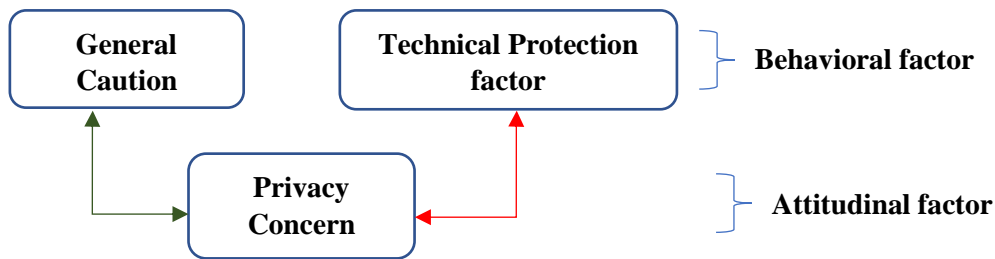 General
Caution
Technical Protection
factor
Behavioral factor
Privacy
Concern
Attitudinal factor